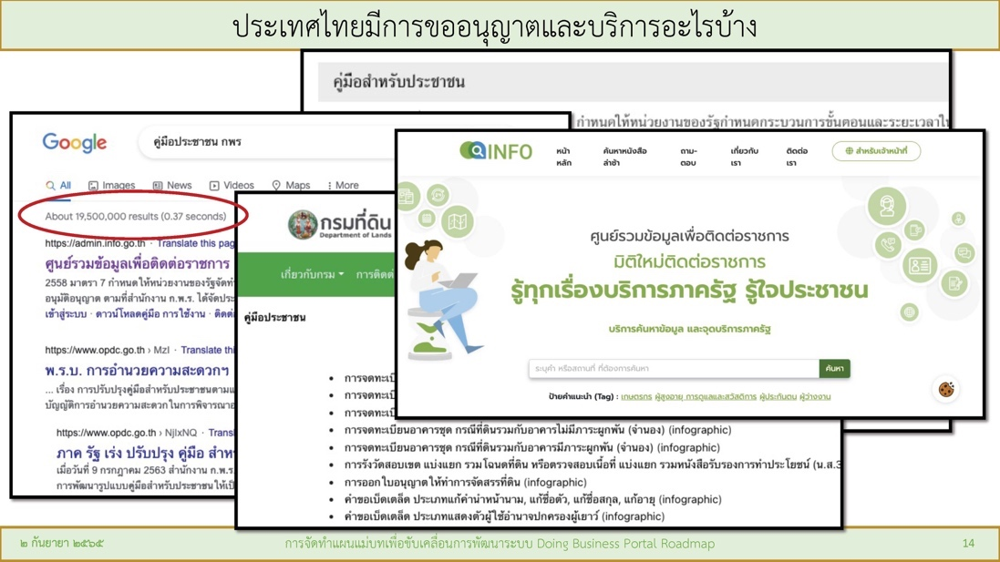 ประเทศไทยมีการขออนุญาตและบริการอะไรบ้าง
คู่มือสำหรับประชาชน
กำหนดให้หน่วยงานของรัฐกำหนดกระบวนการขั้นตอนและระยะเวลาใน
Google
คู่มือประชาชน กพร
All Images News Videos Maps More
About 19,500,000 results (0.37 seconds)
https://admin.info.go.th · Translate this pag
ศูนย์รวมข้อมูลเพื่อติดต่อราชการ
2558 มาตรา 7 กำหนดให้หน่วยงานของรัฐจัดทำ
อนุมัติอนุญาต ตามที่สำนักงาน ก.พ.ร. ได้จัดประ
เข้าสู่ระบบ · ดาวน์โหลดคู่มือ การใช้งาน · ติดต่อ
https://www.opdc.go.th › MzI · Translate thi
พ.ร.บ. การอำนวยความสะดวกฯ
... เรื่อง การปรับปรุงคู่มือสำหรับประชาชนตามแ
บัญญัติการอำนวยความสะดวกในการพิจารณาอ
https://www.opdc.go.th › NjIxNQ · Transl
ภาค รัฐ เร่ง ปรับปรุง คู่มือ สำห
เมื่อวันที่ 9 กรกฎาคม 2563 สำนักงาน ก.พ.ร.
การพัฒนารูปแบบคู่มือสำหรับประชาชนให้เป็
กรมที่ดิน
Department of Lands
เกี่ยวกับกรม การติดต่
คู่มือประชาชน
การจดทะเบี
การจดทะเบี
การจดทะเบี
การจดทะเบียนอาคารชุด กรณีที่ดินรวมกับอาคารไม่มีภาระผูกพัน (จำนอง) (infographic)
การจดทะเบียนอาคารชุด กรณีที่ดินรวมกับอาคารมีภาระผูกพัน (จำนอง) (infographic)
การรังวัดสอบเขต แบ่งแยก รวมโฉนดที่ดิน หรือตรวจสอบเนื้อที่ แบ่งแยก รวมหนังสือรับรองการทำประโยชน์ (น.ส.3
การออกใบอนุญาตให้ทำการจัดสรรที่ดิน (infographic)
คำขอเบ็ดเตล็ด ประเภทแก้คำนำหน้านาม, แก้ชื่อตัว, แก้ชื่อสกุล, แก้อายุ (infographic)
คำขอเบ็ดเตล็ด ประเภทแสดงตัวผู้ใช้อำนาจปกครองผู้เยาว์ (infographic)
INFO
หน้าหลัก ค้นหาหนังสือล่าช้า ถาม-ตอบ เกี่ยวกับเรา ติดต่อเรา สำหรับเจ้าหน้าที่
ศูนย์รวมข้อมูลเพื่อติดต่อราชการ
มิติใหม่ติดต่อราชการ
รู้ทุกเรื่องบริการภาครัฐ รู้ใจประชาชน
บริการค้นหาข้อมูล และจุดบริการภาครัฐ
ระบุคำ หรือสถานที่ ที่ต้องการค้นหา ค้นหา
ป้ายคำแนะนำ (Tag) : เกษตรกร ผู้สูงอายุ การดูแลและสวัสดิการ ผู้ประกันตน ผู้ว่างงาน
๒ กันยายา ๒๕๖๕
การจัดทำแผนแม่บทเพื่อขับเคลื่อนการพัฒนาระบบ Doing Business Portal Roadmap
14